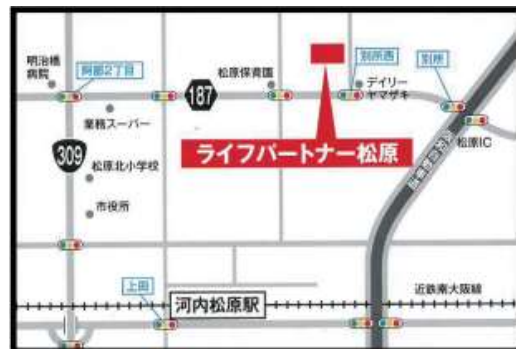 明治橋
病院
阿部2丁目
187
松原保育園
別所西
デイリー
ヤマザキ
別所
業務スーパー
ライフパートナー松原
松原IC
309
松原北小学校
市役所
上田
河内松原駅
近鉄南大阪線